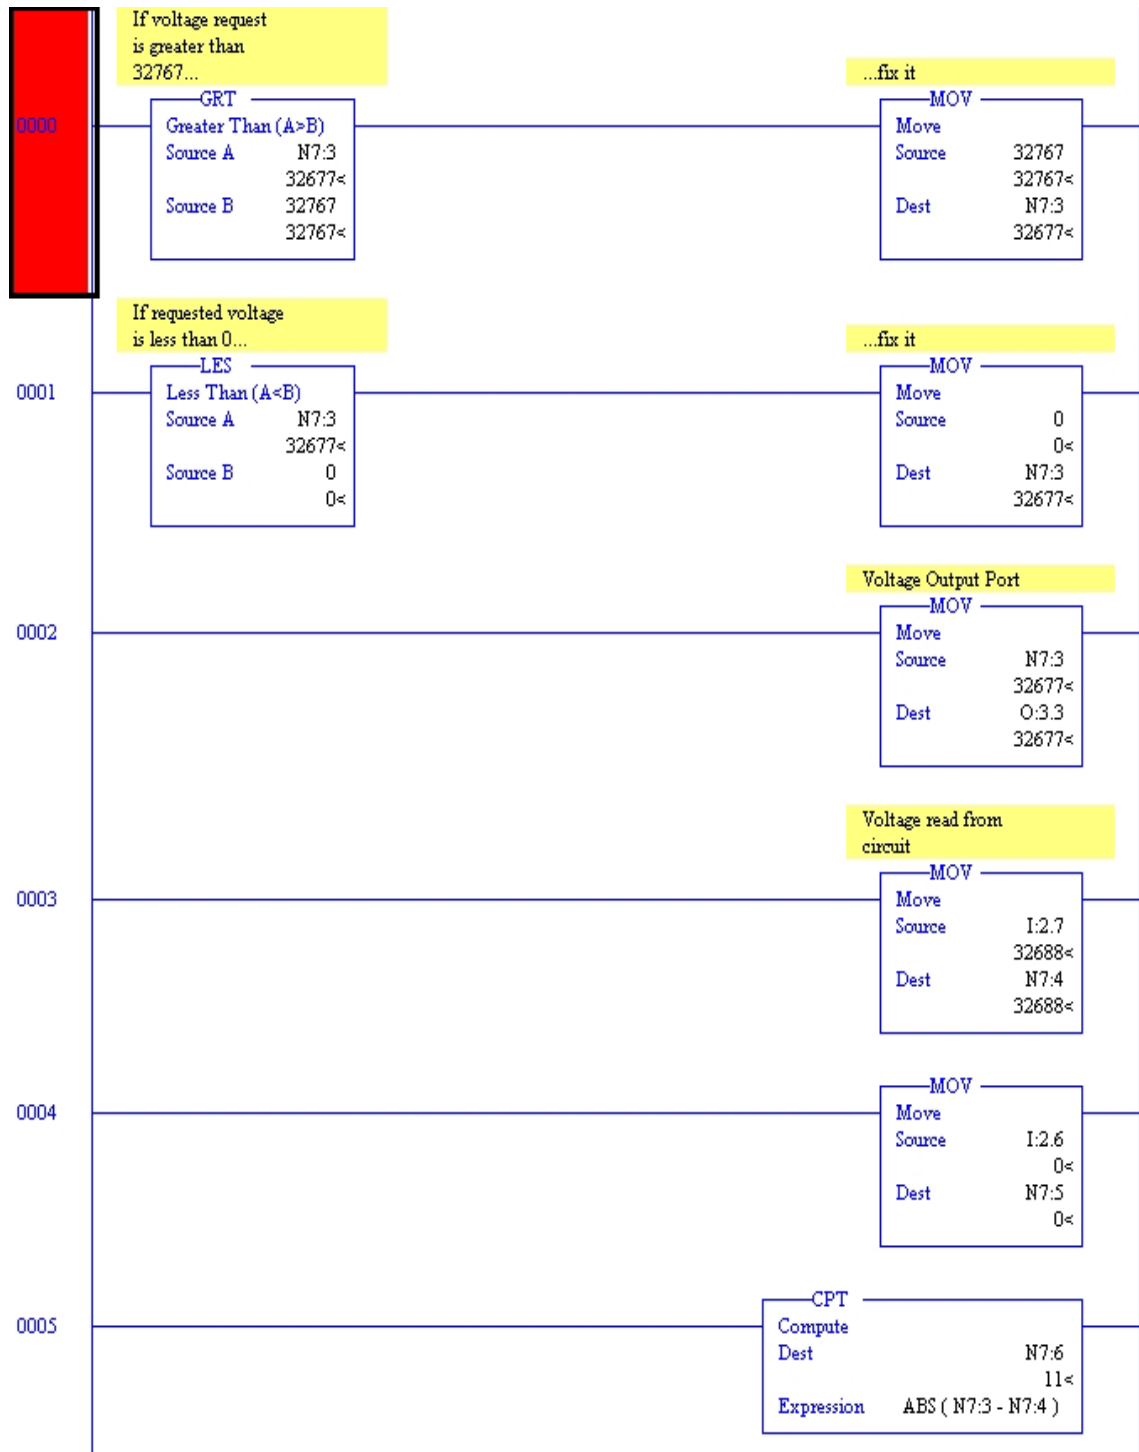 If voltage request
is greater than
32767...
...fix it
0000
GRT
Greater Than (A>B)
Source A N7:3
32677<
Source B 32767
32767<
MOV
Move
Source 32767
32767<
Dest N7:3
32677<
If requested voltage
is less than 0...
...fix it
0001
LES
Less Than (A<B)
Source A N7:3
32677<
Source B 0
0<
MOV
Move
Source 0
0<
Dest N7:3
32677<
Voltage Output Port
0002
MOV
Move
Source N7:3
32677<
Dest O:3.3
32677<
Voltage read from
circuit
0003
MOV
Move
Source I:2.7
32688<
Dest N7:4
32688<
0004
MOV
Move
Source I:2.6
0<
Dest N7:5
0<
0005
CPT
Compute
Dest N7:6
11<
Expression ABS ( N7:3 - N7:4 )